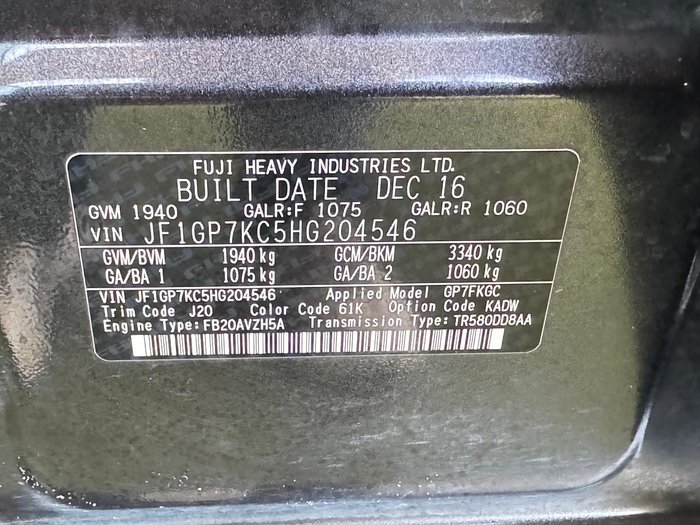 FUJI HEAVY INDUSTRIES LTD.
BUILT DATE DEC 16
GVM 1940 GALR:F 1075 GALR:R 1060
VIN JF1GP7KC5HG204546
GVM/BVM 1940 kg GCM/BKM 3340 kg
GA/BA 1 1075 kg GA/BA 2 1060 kg
VIN JF1GP7KC5HG204546 Applied Model GP7FKGC
Trim Code J20 Color Code 61K Option Code KADW
Engine Type:FB20AVZH5A Transmission Type:TR580DD8AA